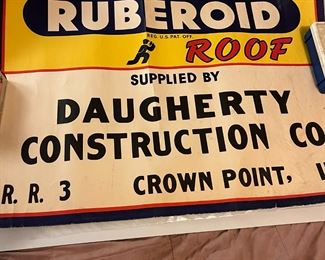 RUBEROID
REG. U.S. PAT. OFF.
ROOF
SUPPLIED BY
DAUGHERTY
CONSTRUCTION CO
R. R. 3 CROWN POINT, I